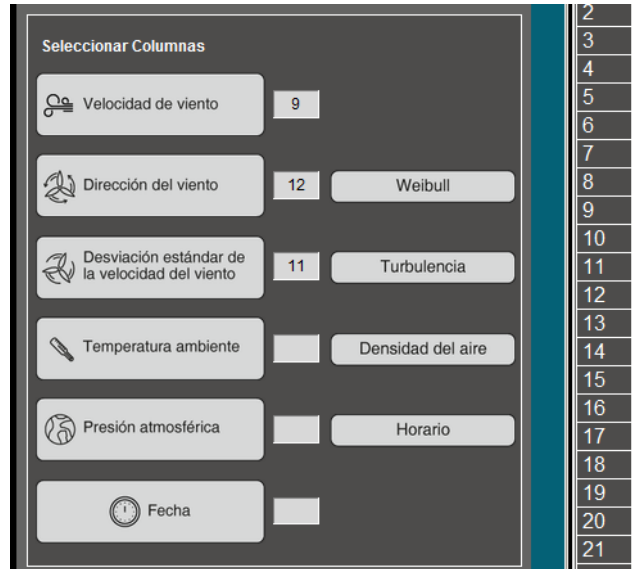 Seleccionar Columnas
Velocidad de viento 9
Dirección del viento 12 Weibull
Desviación estándar de
la velocidad del viento 11 Turbulencia
Temperatura ambiente Densidad del aire
Presión atmosférica Horario
Fecha
2
3
4
5
6
7
8
9
10
11
12
13
14
15
16
17
18
19
20
21